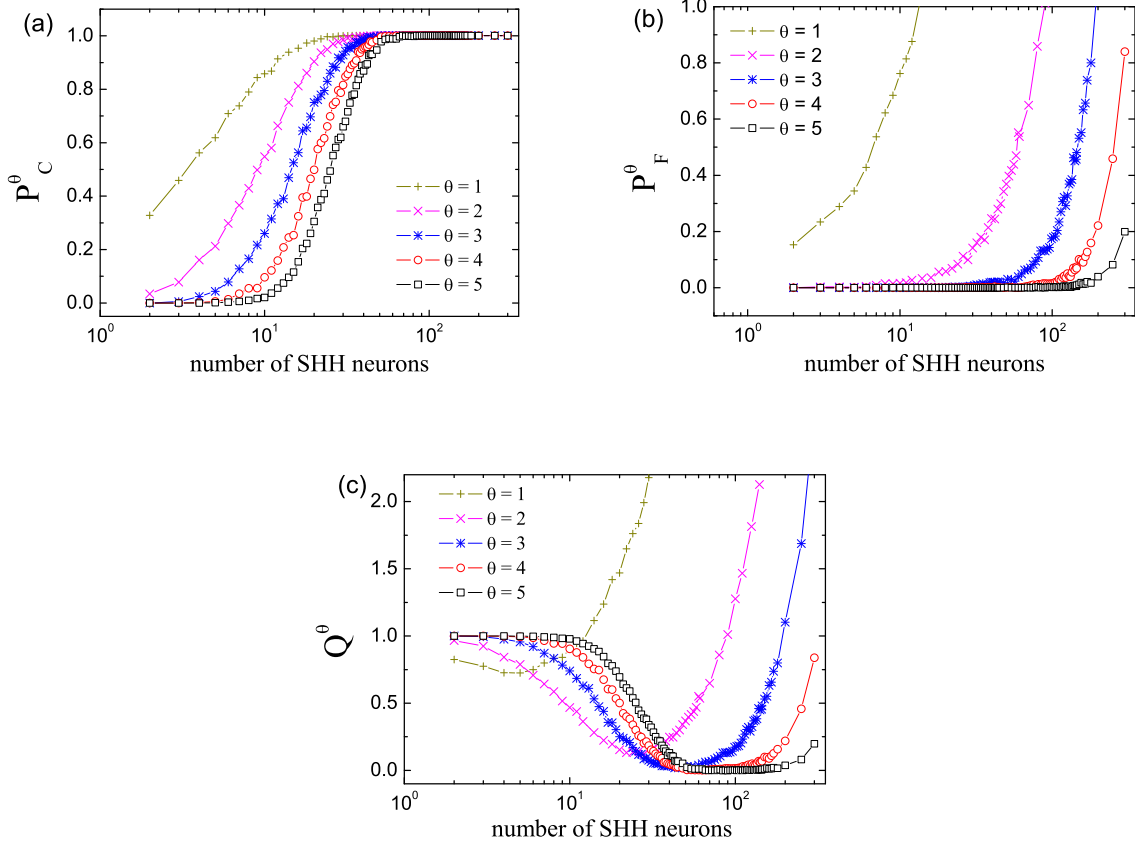 (a)
1.0
0.8
0.6
0.4
0.2
0.0
P^θ_C
θ = 1
θ = 2
θ = 3
θ = 4
θ = 5
10^0
10^1
10^2
number of SHH neurons
(b)
1.0
0.8
0.6
0.4
0.2
0.0
P^θ_F
θ = 1
θ = 2
θ = 3
θ = 4
θ = 5
10^0
10^1
10^2
number of SHH neurons
(c)
2.0
1.5
1.0
0.5
0.0
Q^θ
θ = 1
θ = 2
θ = 3
θ = 4
θ = 5
10^0
10^1
10^2
number of SHH neurons